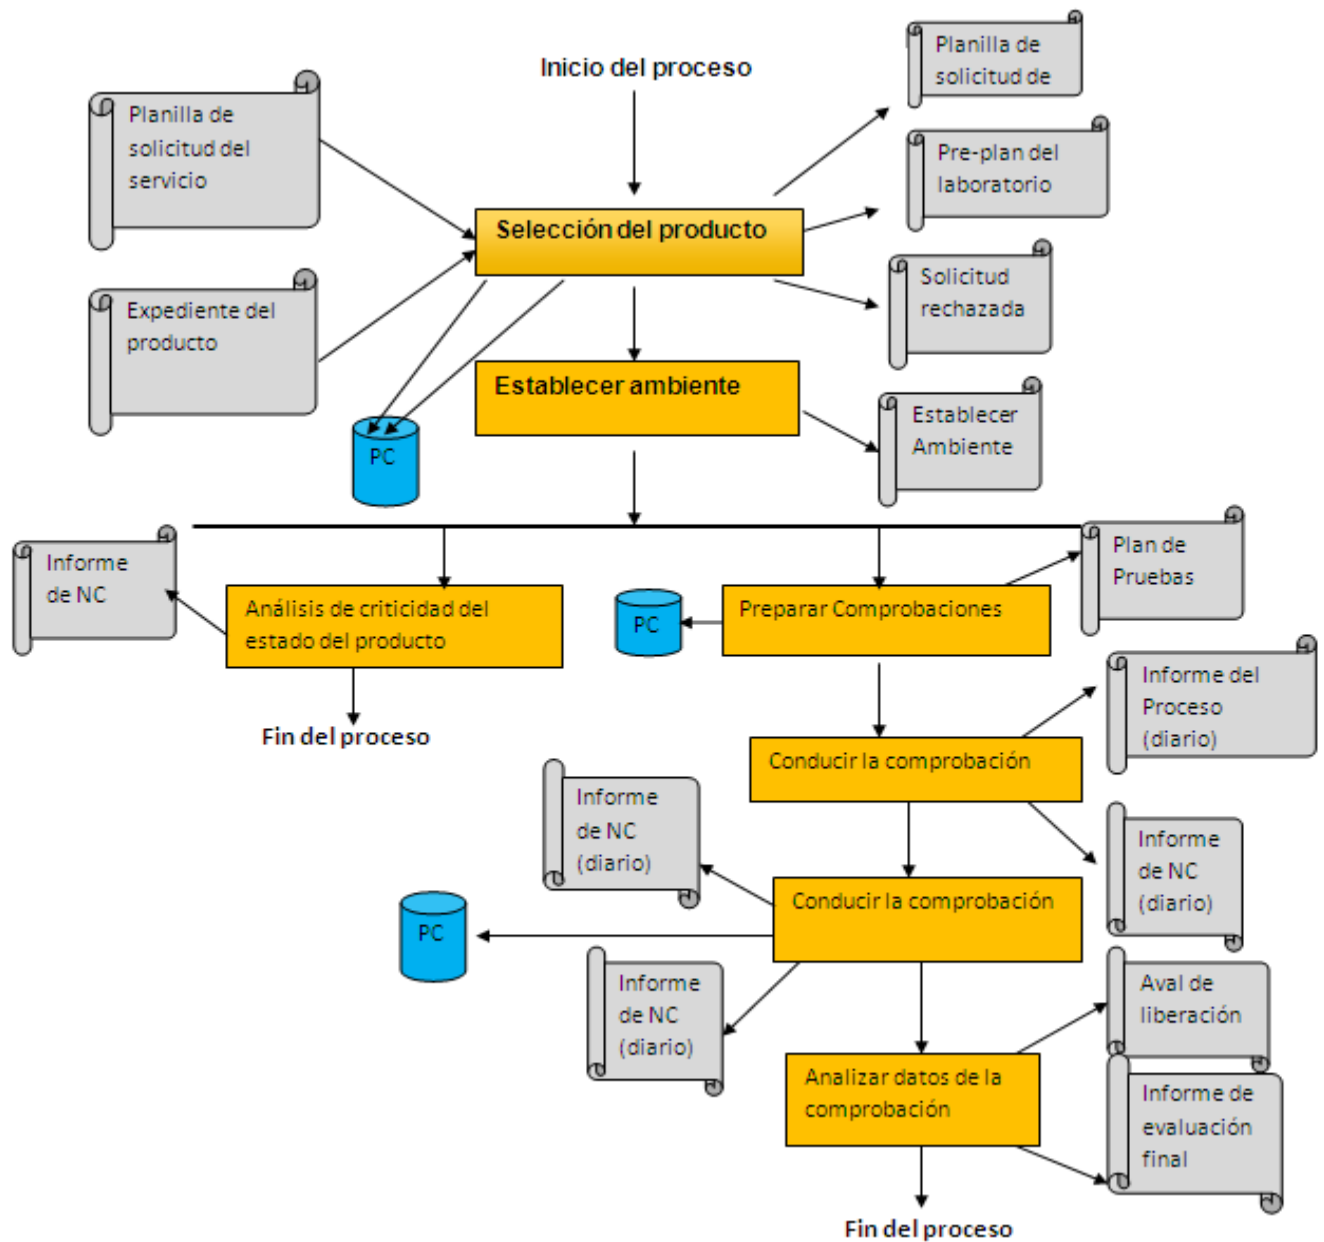 Inicio del proceso
Planilla de
solicitud de
Planilla de
solicitud del
servicio
Pre-plan del
laboratorio
Selección del producto
Solicitud
rechazada
Expediente del
producto
Establecer ambiente
Establecer
Ambiente
PC
Informe
de NC
Plan de
Pruebas
Análisis de criticidad del
estado del producto
PC
Preparar Comprobaciones
Fin del proceso
Informe del
Proceso
(diario)
Conducir la comprobación
Informe
de NC
(diario)
Informe
de NC
(diario)
Conducir la comprobación
PC
Informe
de NC
(diario)
Aval de
liberación
Analizar datos de la
comprobación
Informe de
evaluación
final
Fin del proceso